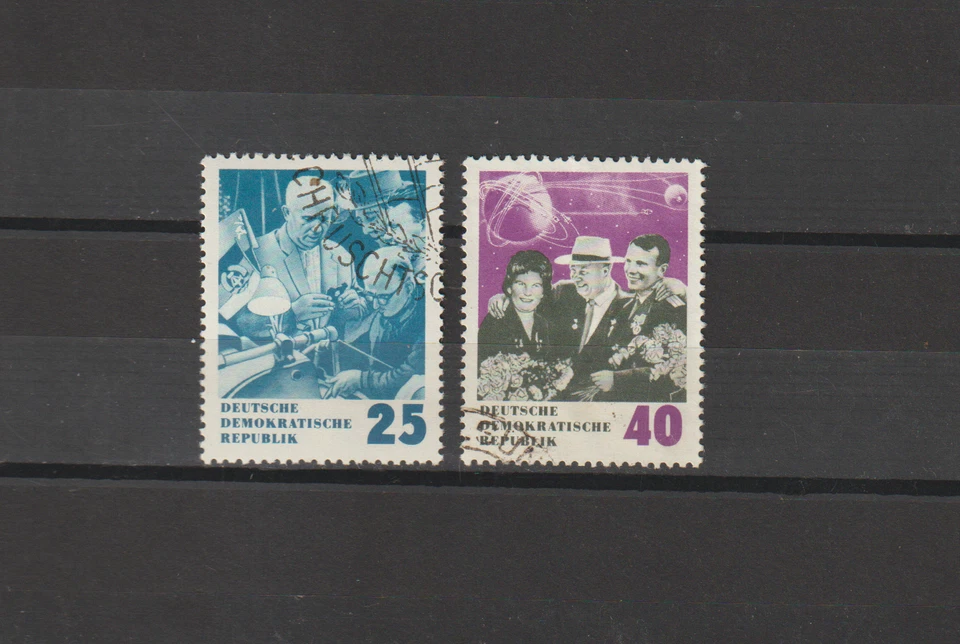 CHRUSCHTSC
DEUTSCHE
DEMOKRATISCHE
REPUBLIK
25
DEUTSCHE
DEMOKRATISCHE
REPUBLIK
40